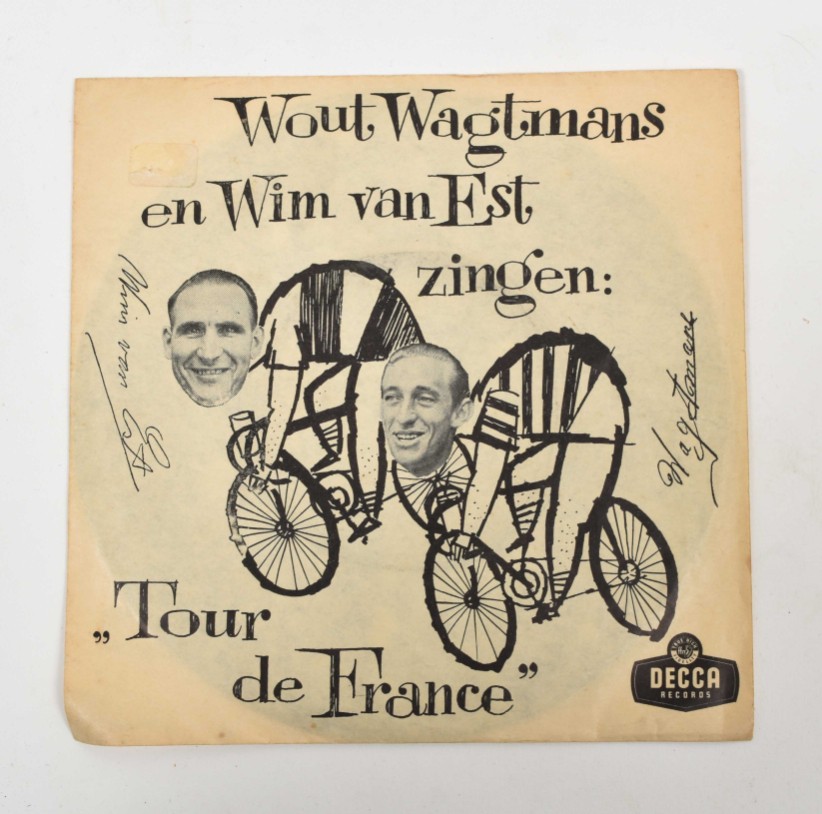 Wout Wagtmans
en Wim van Est
zingen:
Wim van Est
Wagtmans
„Tour
de France”
DECCA
RECORDS